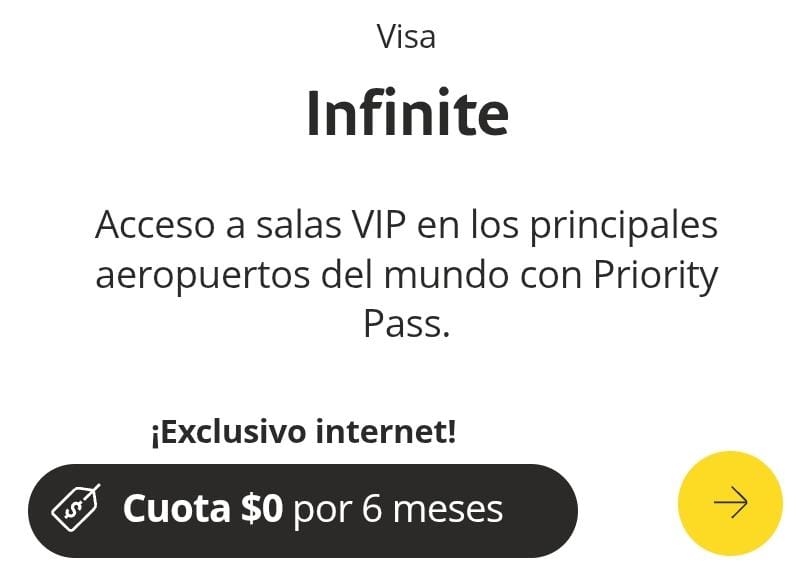 Visa
Infinite
Acceso a salas VIP en los principales
aeropuertos del mundo con Priority
Pass.
¡Exclusivo internet!
Cuota $0 por 6 meses